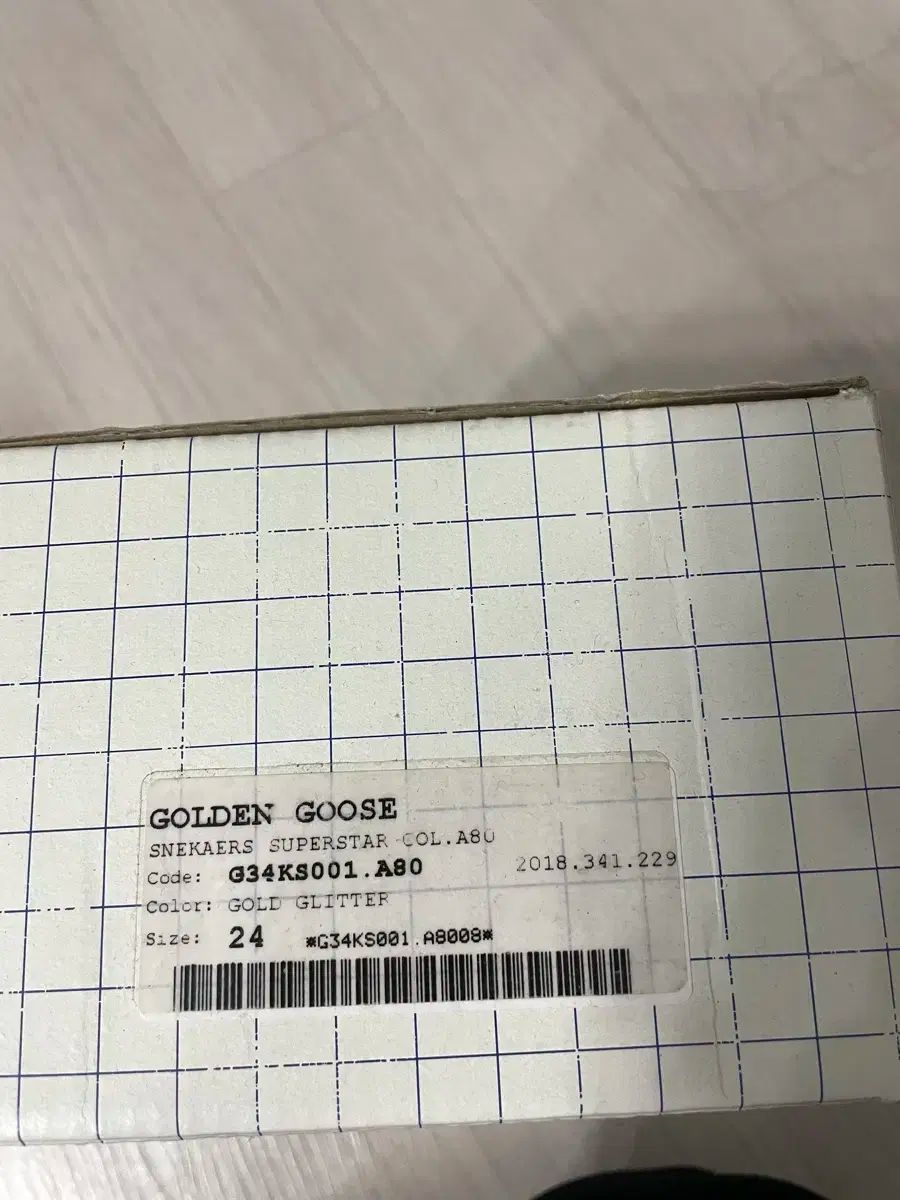 GOLDEN GOOSE
SNEKAERS SUPERSTAR COL.A80
Code: G34KS001.A80 2018.341.229
Color: GOLD GLITTER
Size: 24 *G34KS001.A8008*